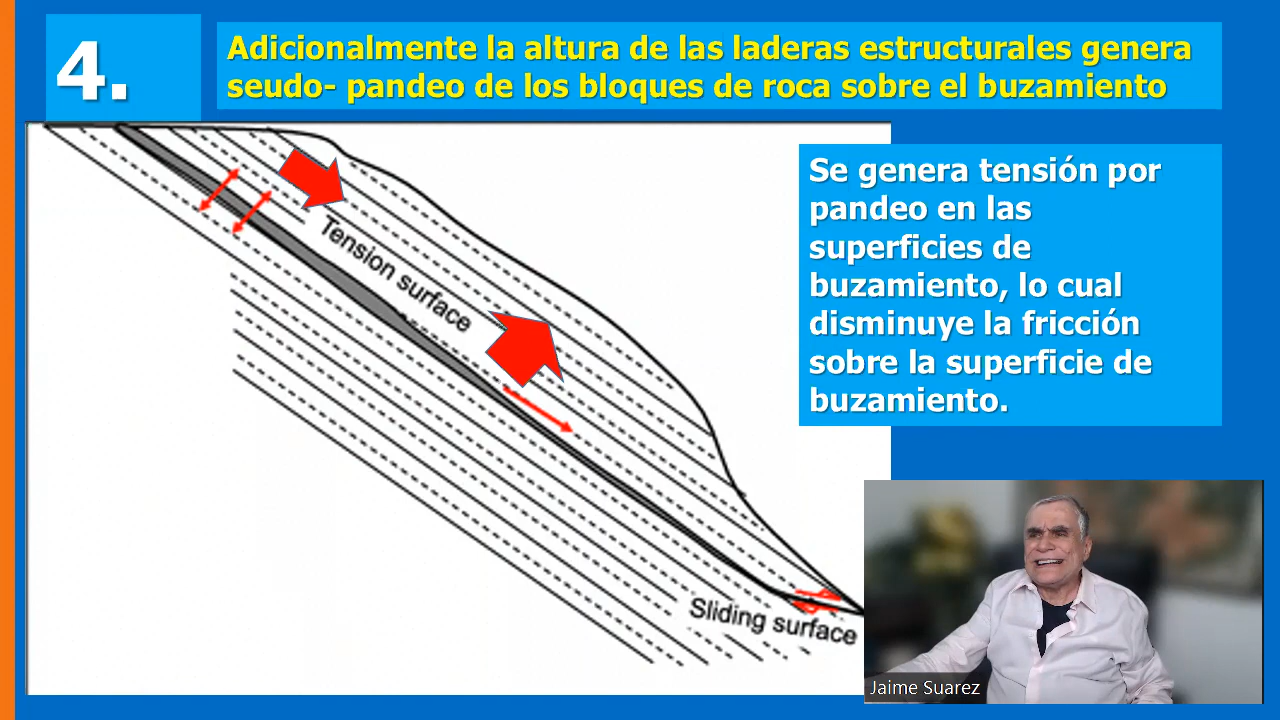 4.
Adicionalmente la altura de las laderas estructurales genera
seudo- pandeo de los bloques de roca sobre el buzamiento
Se genera tensión por
pandeo en las
superficies de
buzamiento, lo cual
disminuye la fricción
sobre la superficie de
buzamiento.
Tension surface
Sliding surface
Jaime Suarez